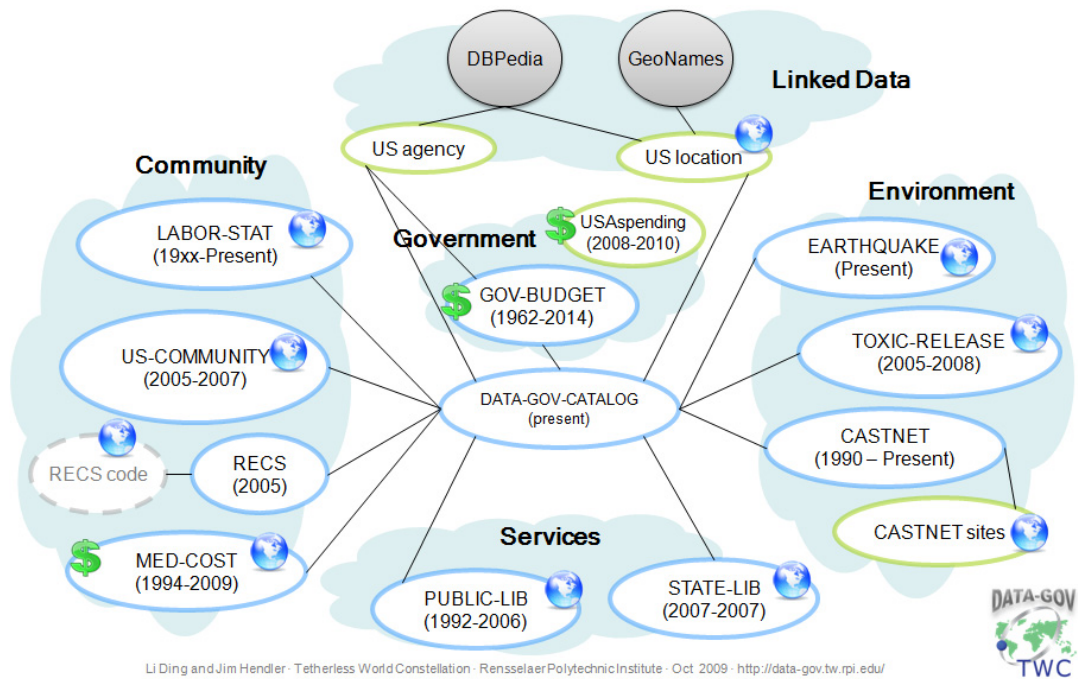 DBPedia
GeoNames
Linked Data
US agency
US location
Community
Environment
LABOR-STAT
(19xx-Present)
Government
USAspending
(2008-2010)
EARTHQUAKE
(Present)
GOV-BUDGET
(1962-2014)
US-COMMUNITY
(2005-2007)
TOXIC-RELEASE
(2005-2008)
DATA-GOV-CATALOG
(present)
RECS code
RECS
(2005)
CASTNET
(1990 – Present)
CASTNET sites
Services
MED-COST
(1994-2009)
PUBLIC-LIB
(1992-2006)
STATE-LIB
(2007-2007)
DATA-GOV
TWC
Li Ding and Jim Hendler · Tetherless World Constellation · Rensselaer Polytechnic Institute · Oct 2009 · http://data-gov.tw.rpi.edu/